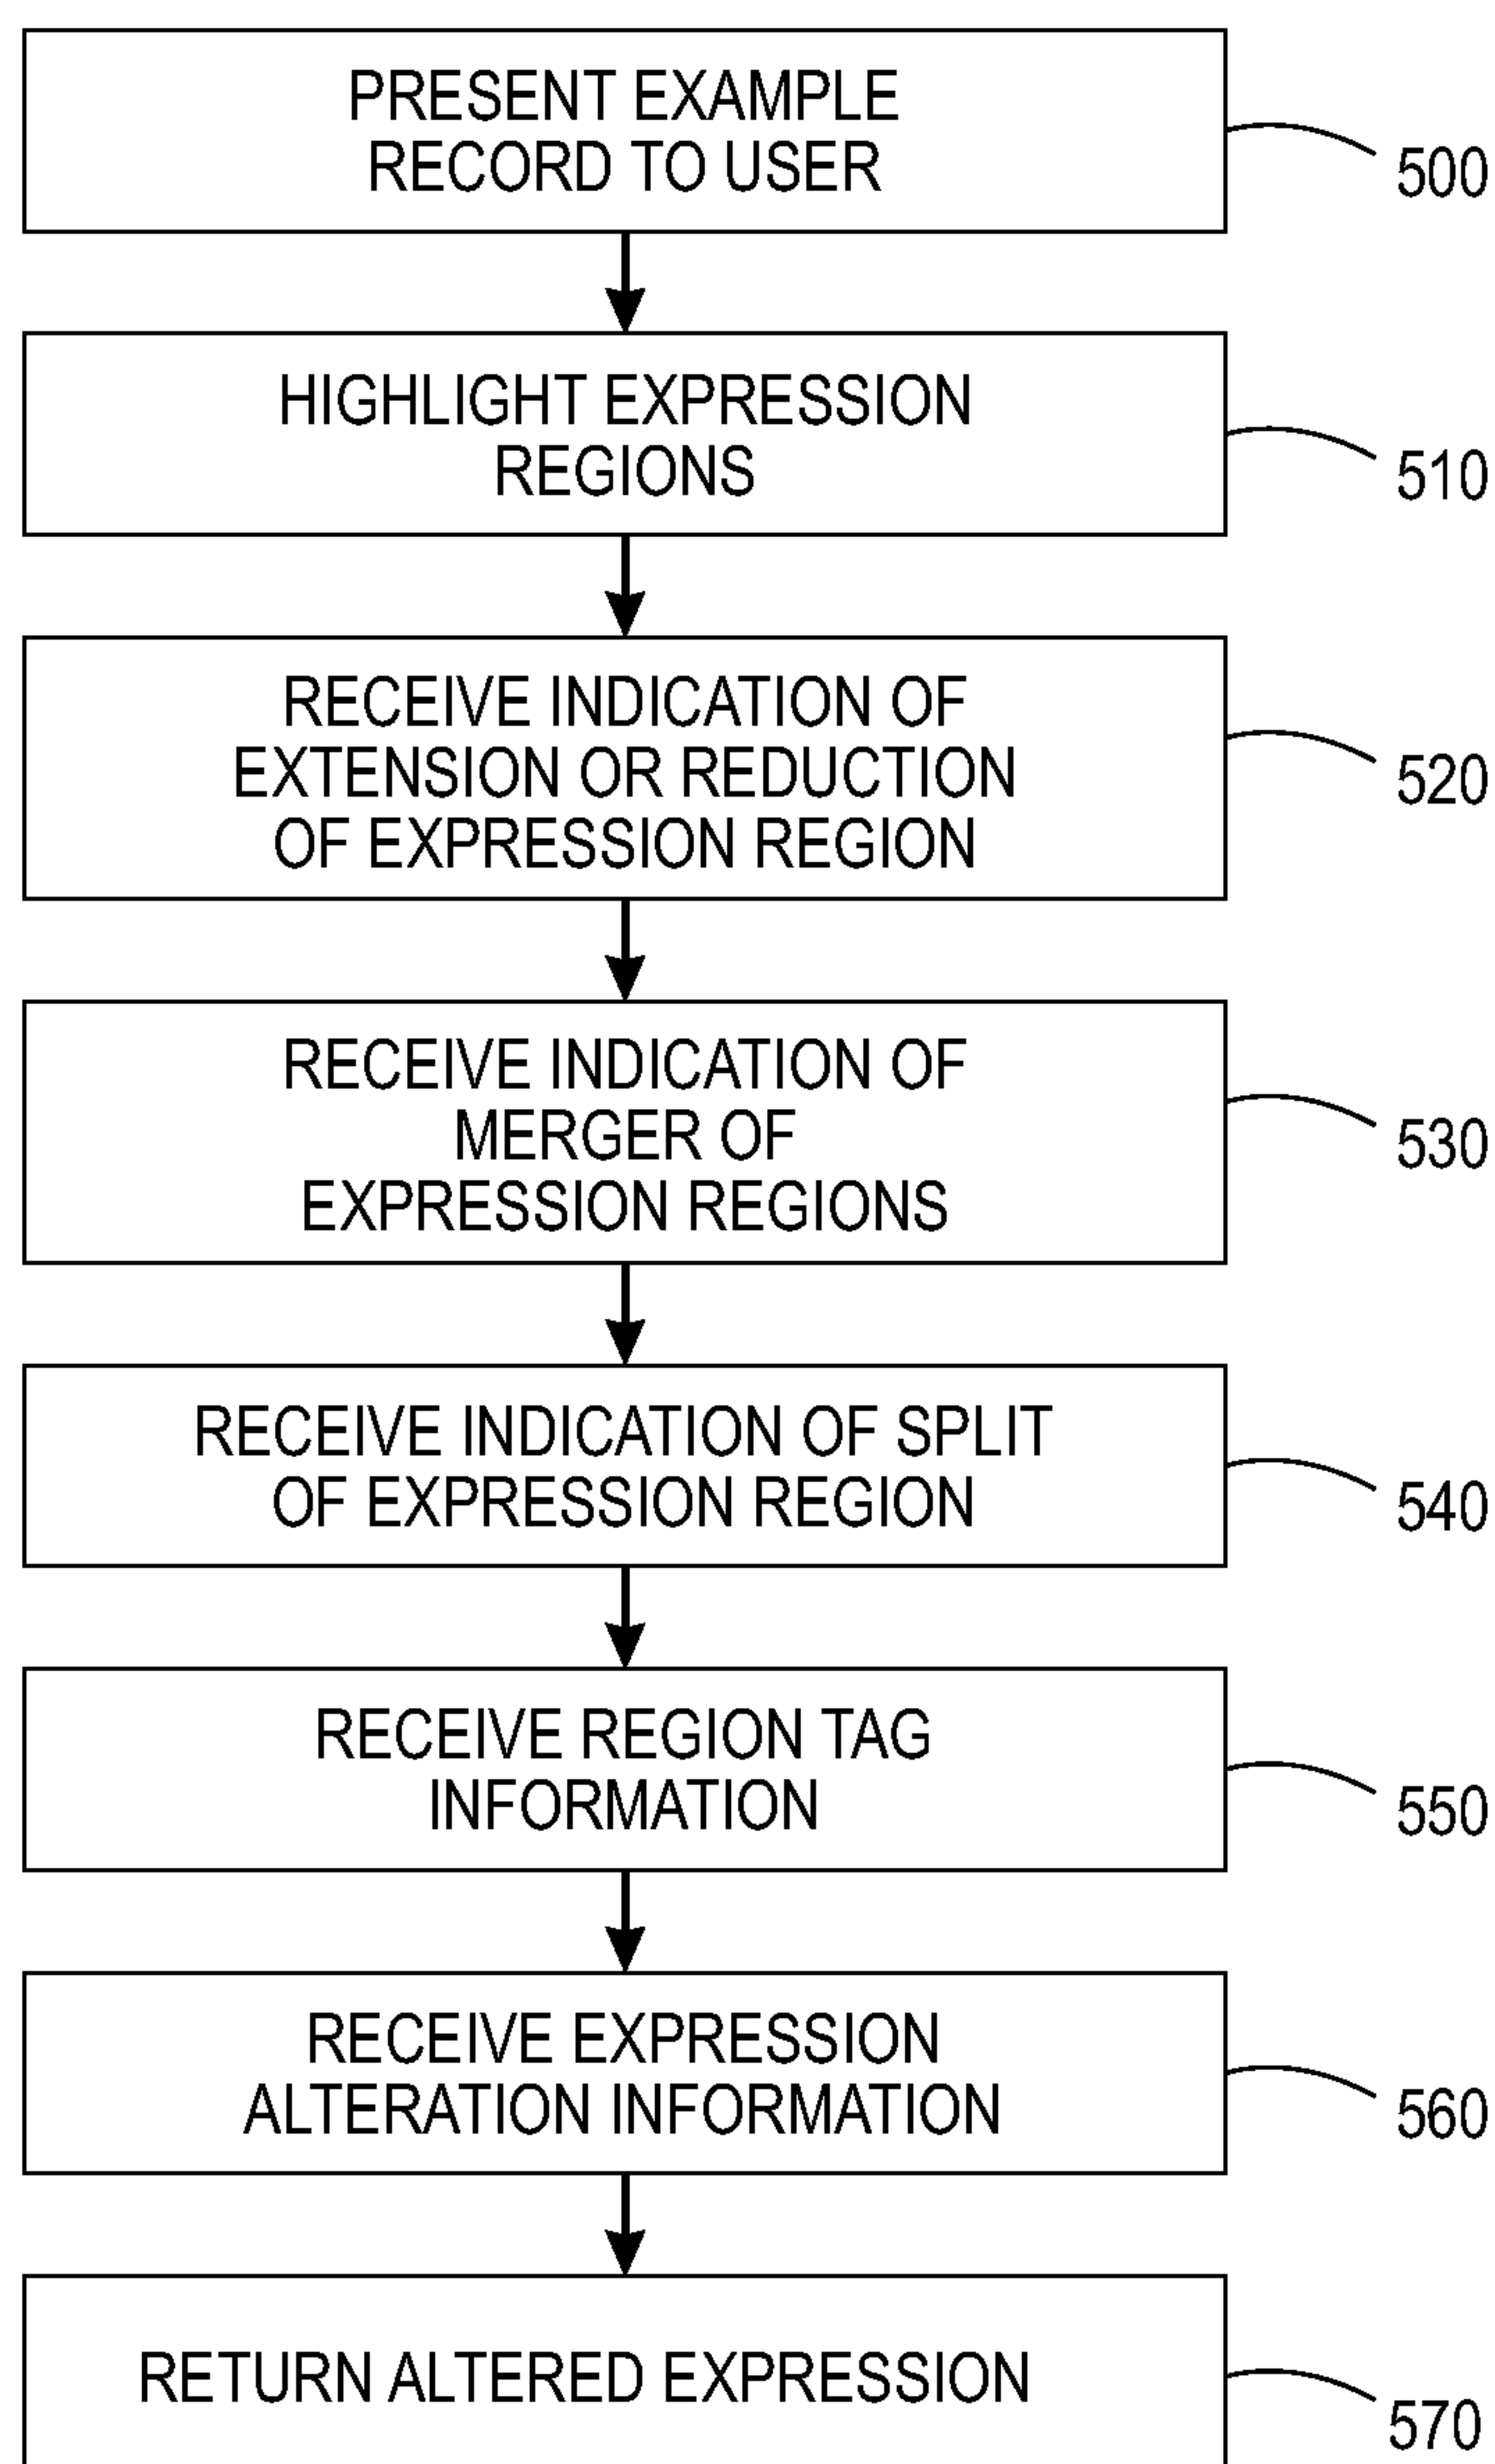 PRESENT EXAMPLE
RECORD TO USER
500
HIGHLIGHT EXPRESSION
REGIONS
510
RECEIVE INDICATION OF
EXTENSION OR REDUCTION
OF EXPRESSION REGION
520
RECEIVE INDICATION OF
MERGER OF
EXPRESSION REGIONS
530
RECEIVE INDICATION OF SPLIT
OF EXPRESSION REGION
540
RECEIVE REGION TAG
INFORMATION
550
RECEIVE EXPRESSION
ALTERATION INFORMATION
560
RETURN ALTERED EXPRESSION
570